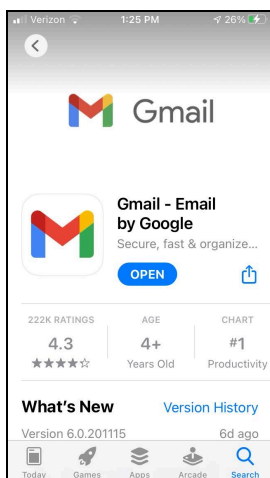 Verizon 1:25 PM 26%
Gmail
Gmail - Email
by Google
Secure, fast & organize...
OPEN
222K RATINGS AGE CHART
4.3 4+ #1
Years Old Productivity
What's New Version History
Version 6.0.201115 6d ago
Today Games Apps Arcade Search